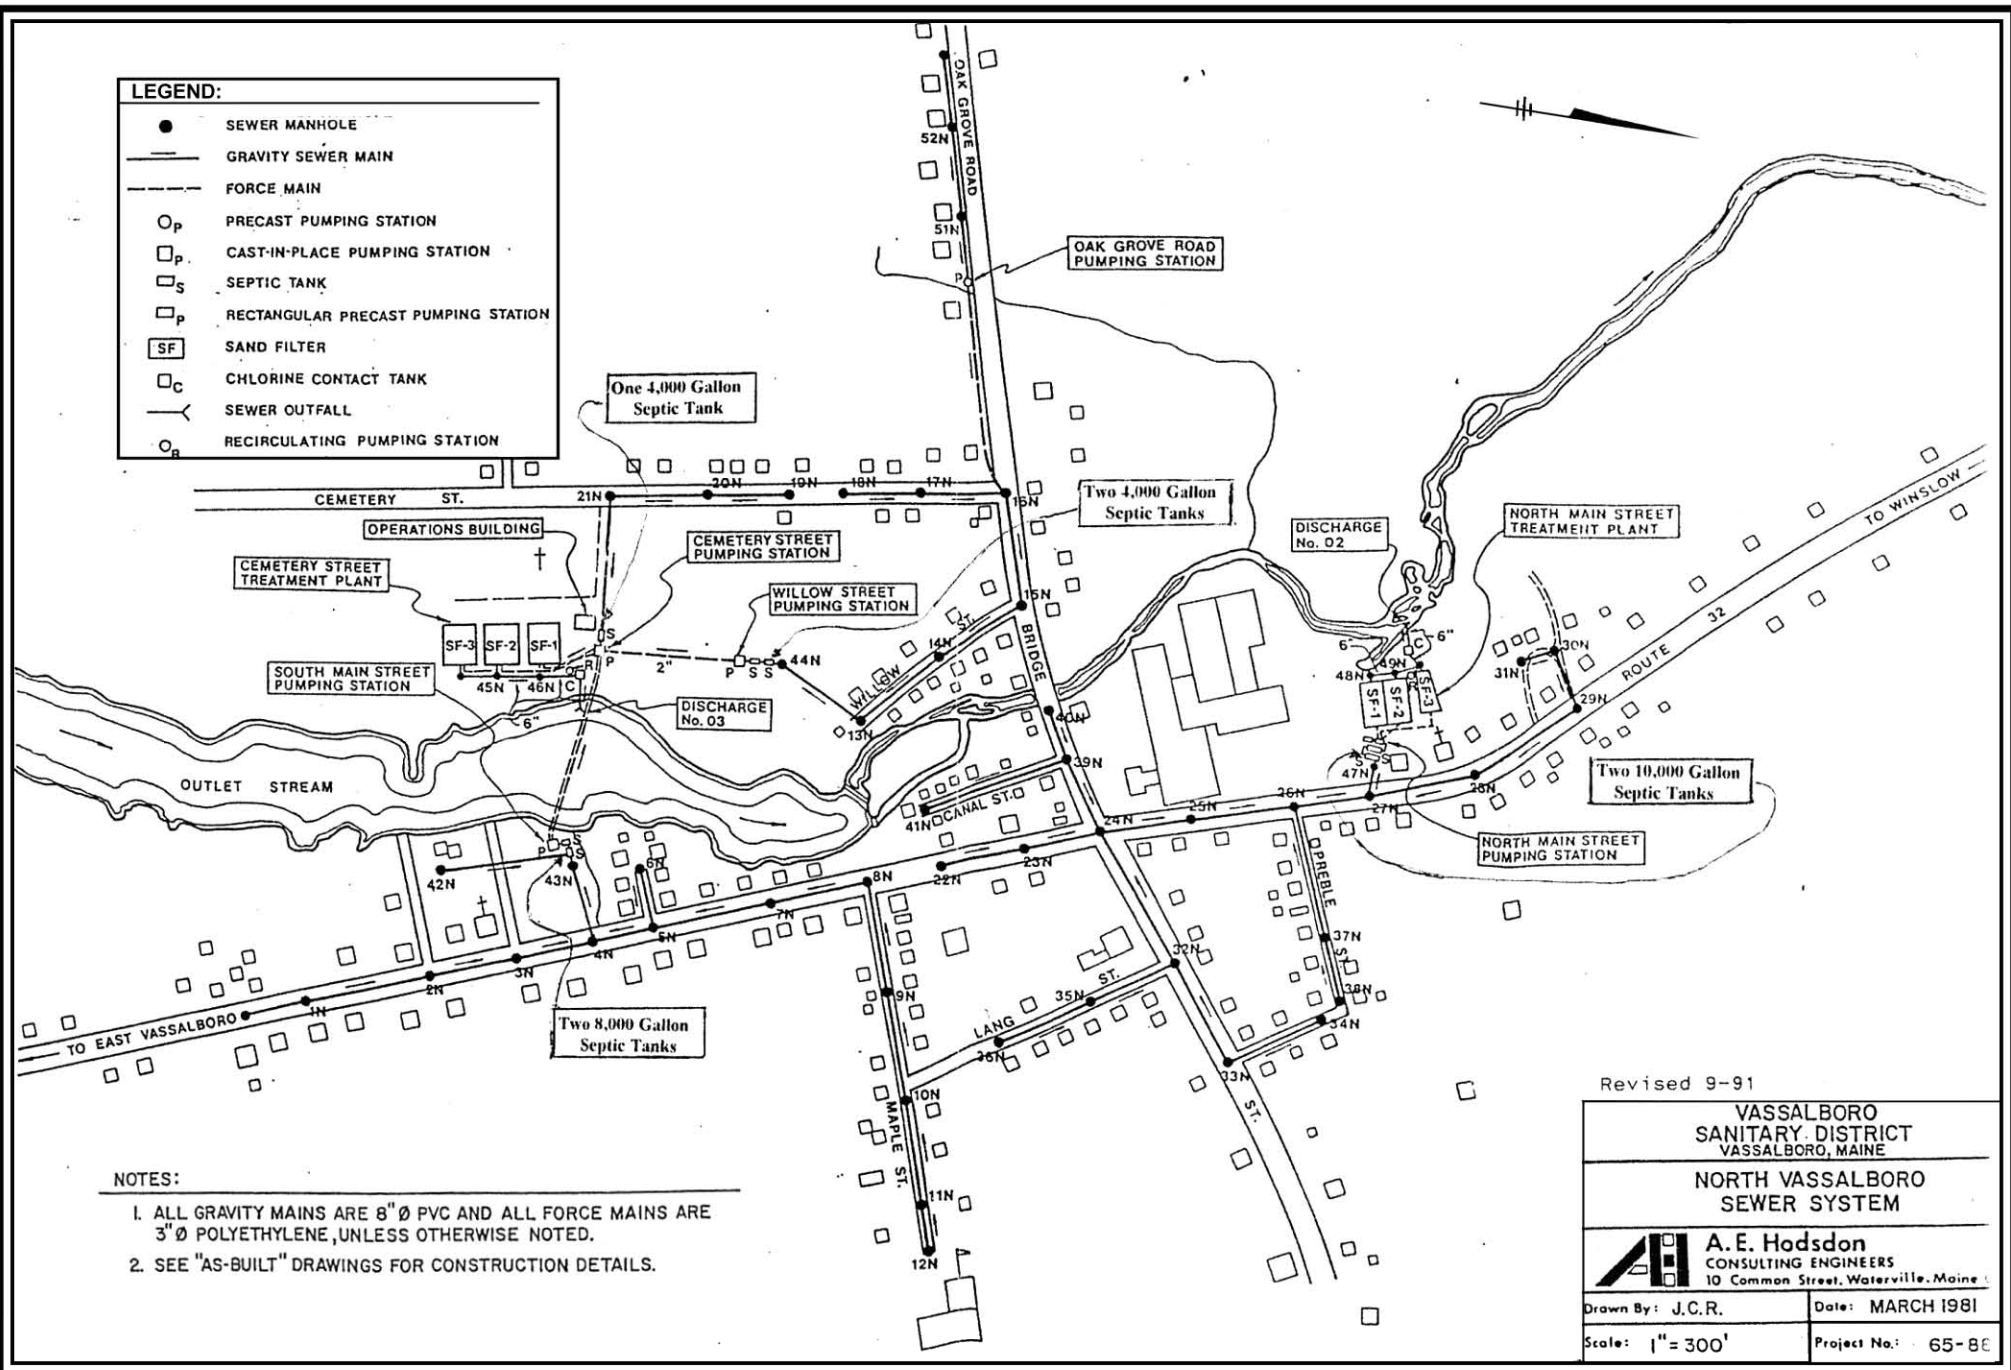 LEGEND:
SEWER MANHOLE
GRAVITY SEWER MAIN
FORCE MAIN
OP PRECAST PUMPING STATION
P. CAST-IN-PLACE PUMPING STATION
S SEPTIC TANK
P RECTANGULAR PRECAST PUMPING STATION
SF SAND FILTER
C CHLORINE CONTACT TANK
SEWER OUTFALL
OR RECIRCULATING PUMPING STATION
OAK GROVE ROAD
52N
51N
P
OAK GROVE ROAD
PUMPING STATION
One 4,000 Gallon
Septic Tank
CEMETERY ST.
21N
20N
19N
18N
17N
16N
Two 4,000 Gallon
Septic Tanks
OPERATIONS BUILDING
CEMETERY STREET
PUMPING STATION
CEMETERY STREET
TREATMENT PLANT
WILLOW STREET
PUMPING STATION
DISCHARGE
No. 02
NORTH MAIN STREET
TREATMENT PLANT
TO WINSLOW
ROUTE 32
15N
14N
WILLOW ST.
13N
BRIDGE
S
SF-3
SF-2
SF-1
R
P
C
45N
46N
2"
P S S
44N
6"
SOUTH MAIN STREET
PUMPING STATION
DISCHARGE
No. 03
6"
6"
C
49N
48N
R
SF-1
SF-2
SF-3
31N
30N
29N
40N
39N
OUTLET STREAM
CANAL ST.
41N
24N
25N
26N
S
S
47N
27N
28N
Two 10,000 Gallon
Septic Tanks
NORTH MAIN STREET
PUMPING STATION
P
S
S
42N
43N
6N
8N
22N
23N
7N
5N
4N
3N
2N
1N
TO EAST VASSALBORO
Two 8,000 Gallon
Septic Tanks
PREBLE ST.
37N
38N
34N
32N
35N
LANG ST.
36N
33N
ST.
9N
10N
MAPLE ST.
11N
12N
NOTES:
1. ALL GRAVITY MAINS ARE 8"Ø PVC AND ALL FORCE MAINS ARE
3"Ø POLYETHYLENE, UNLESS OTHERWISE NOTED.
2. SEE "AS-BUILT" DRAWINGS FOR CONSTRUCTION DETAILS.
Revised 9-91
VASSALBORO
SANITARY DISTRICT
VASSALBORO, MAINE
NORTH VASSALBORO
SEWER SYSTEM
A.E. Hodsdon
CONSULTING ENGINEERS
10 Common Street, Waterville, Maine
Drawn By: J.C.R.
Date: MARCH 1981
Scale: 1"=300'
Project No.: 65-88